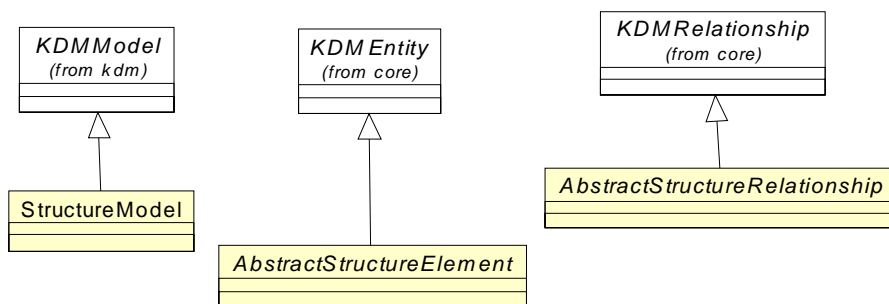 KDMModel
(from kdm)
KDMEntity
(from core)
KDMRelationship
(from core)
StructureModel
AbstractStructureElement
AbstractStructureRelationship